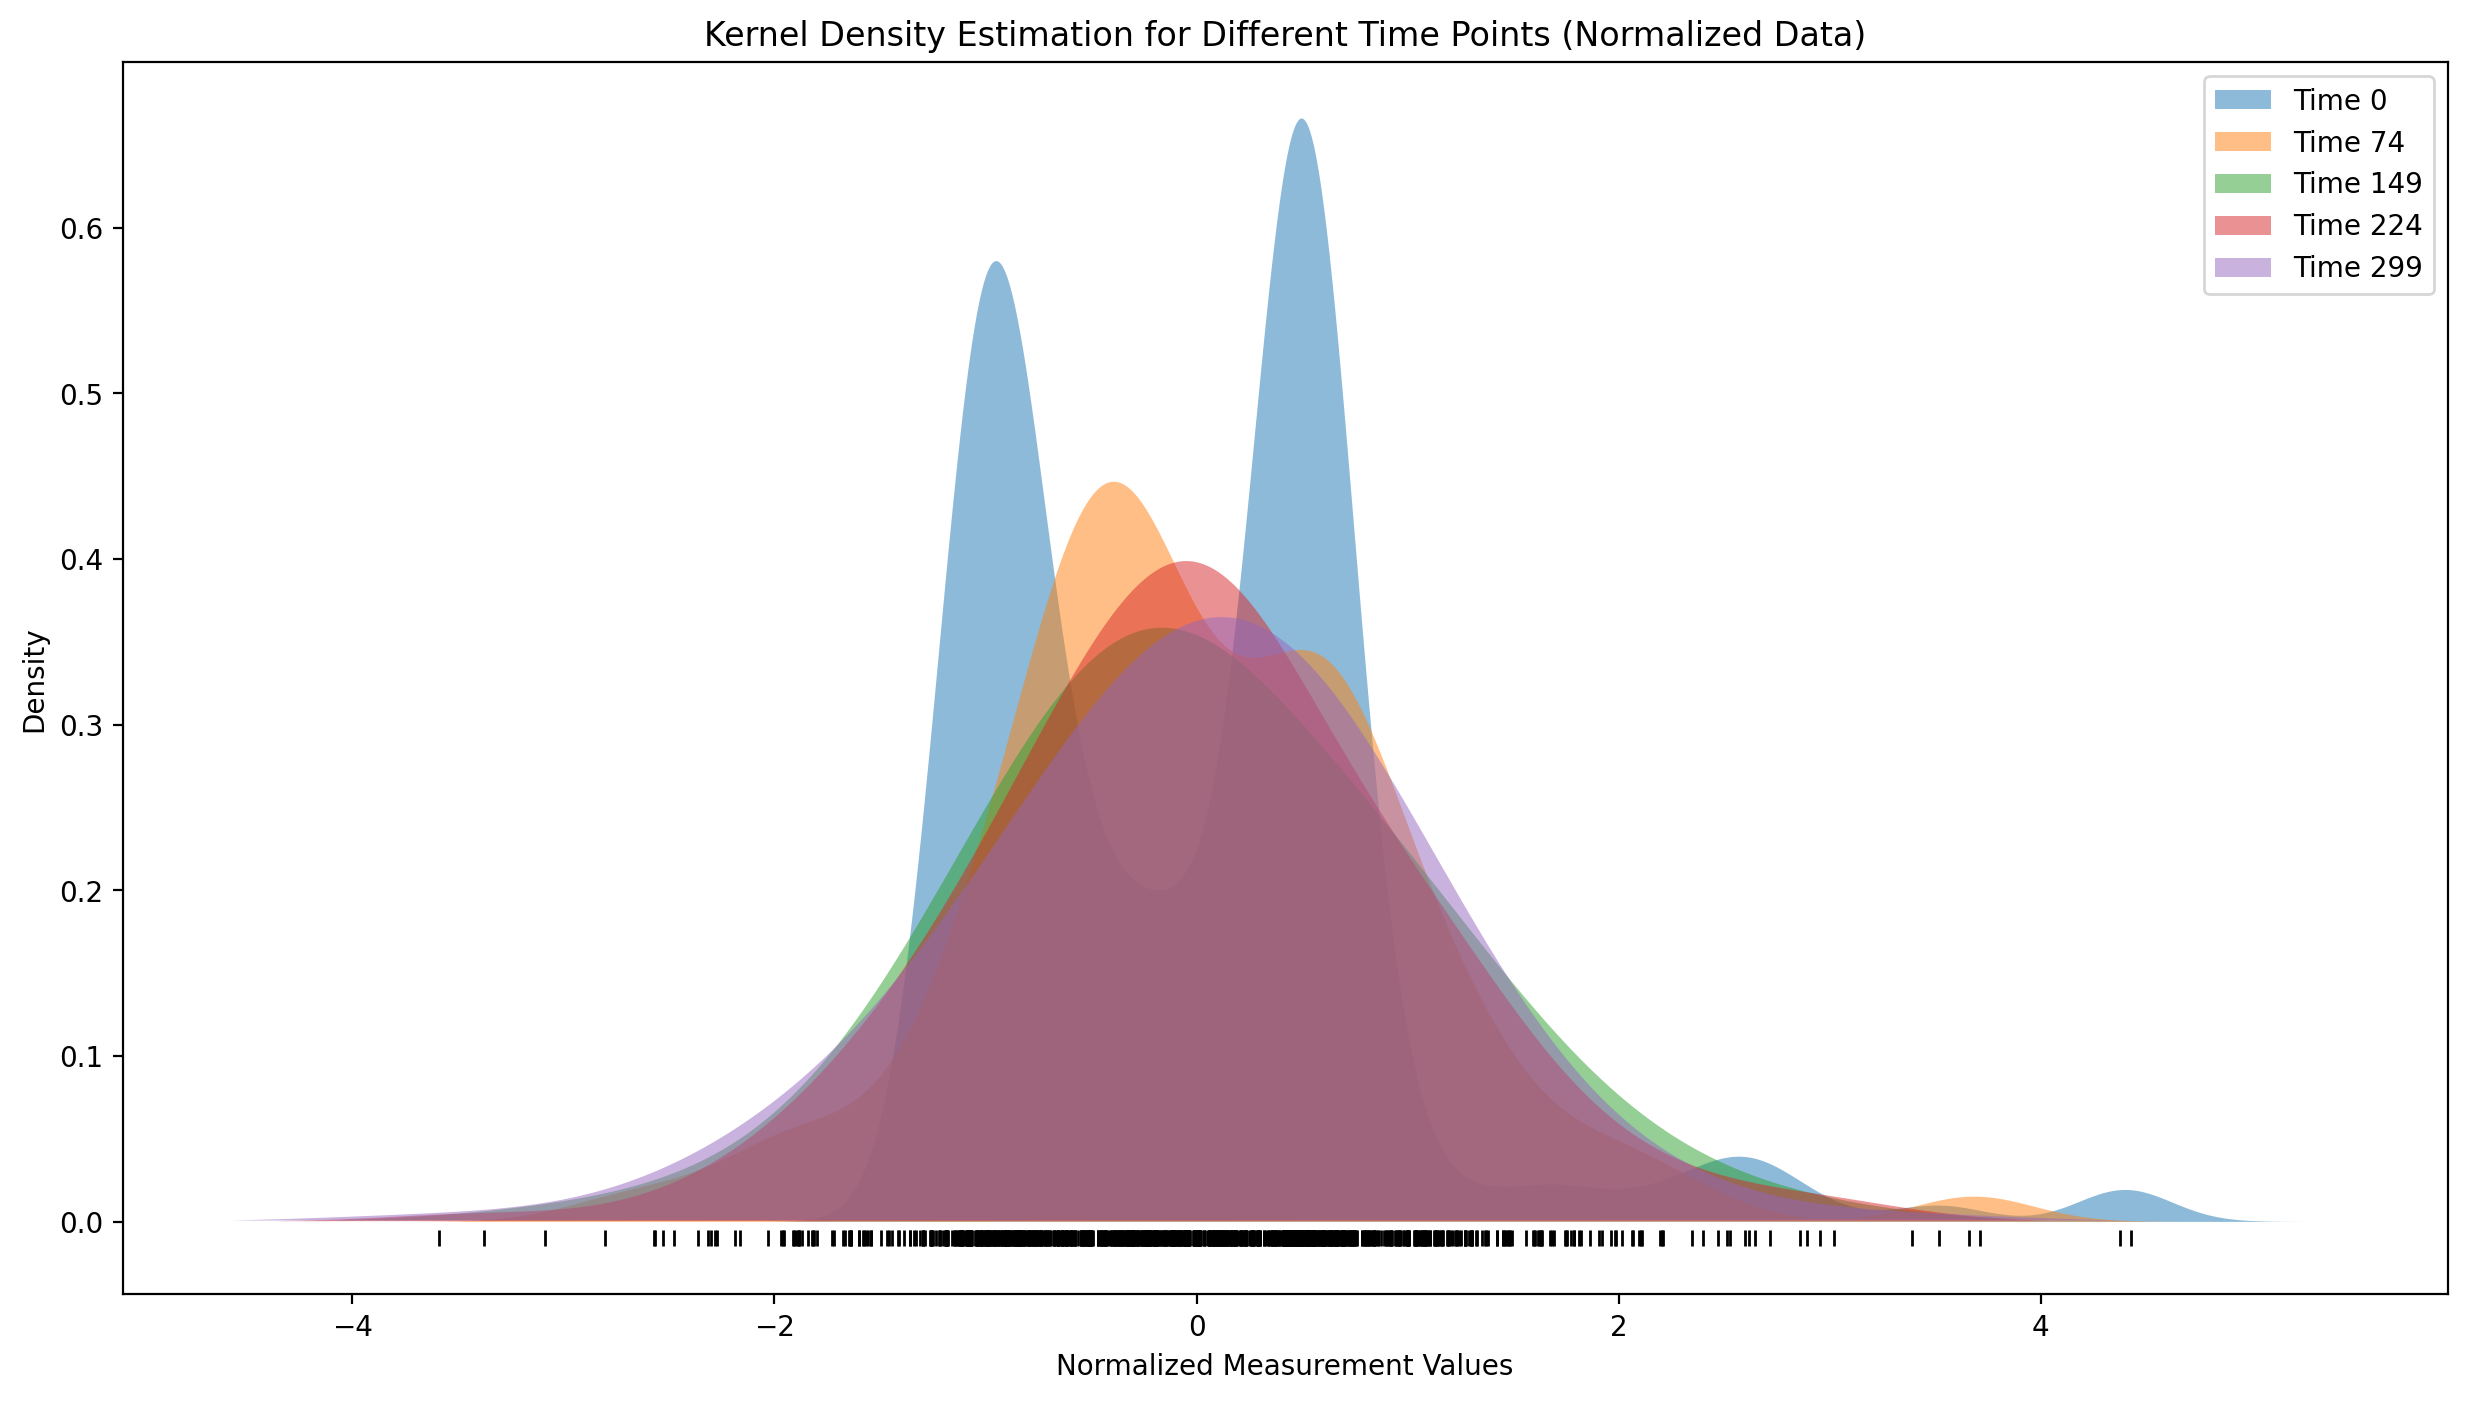 Kernel Density Estimation for Different Time Points (Normalized Data)
Time 0
Time 74
Time 149
Time 224
Time 299
Density
0.6
0.5
0.4
0.3
0.2
0.1
0.0
−4
−2
0
2
4
Normalized Measurement Values